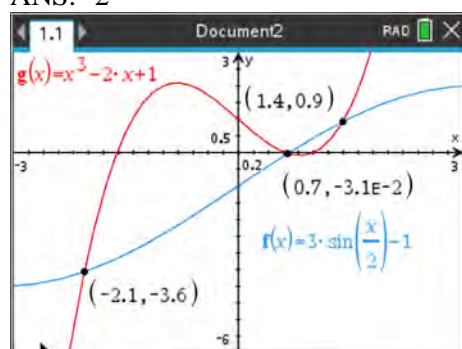 ANS: -2
1.1 Document2 RAD
g(x)=x^3-2·x+1
3 y
(1.4,0.9)
0.5
x
-3 0.2 3
(0.7,-3.1E-2)
f(x)=3·sin(x/2)-1
(-2.1,-3.6)
-6